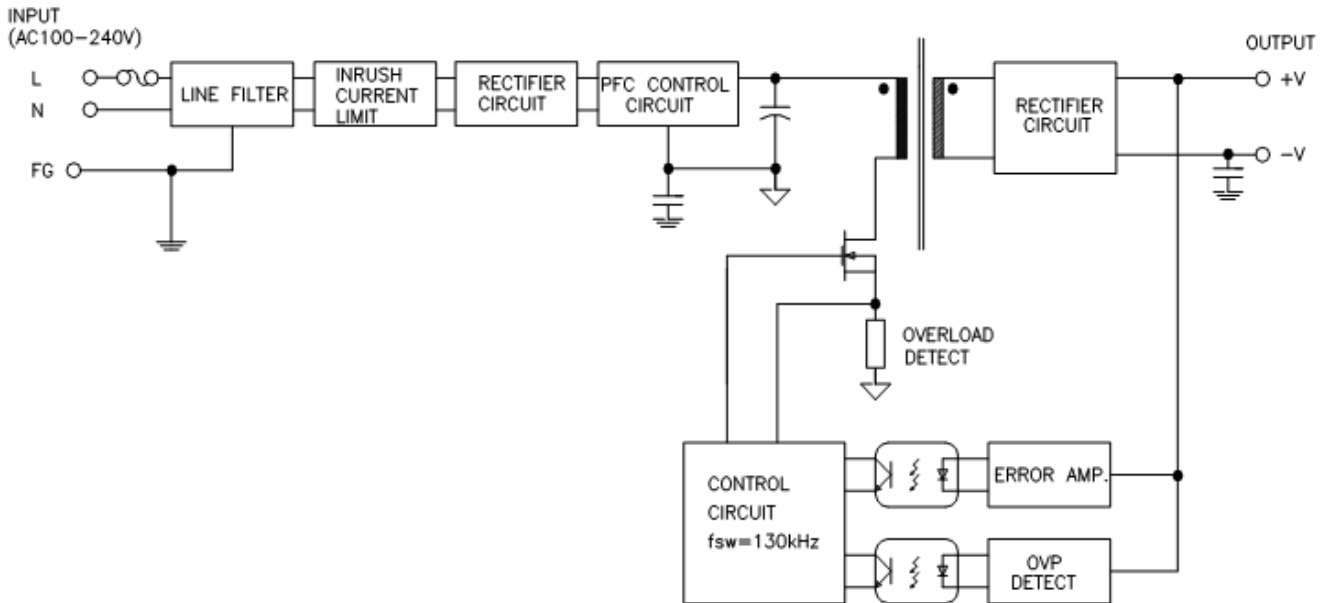 INPUT
(AC100-240V)
L
N
FG
LINE FILTER
INRUSH
CURRENT
LIMIT
RECTIFIER
CIRCUIT
PFC CONTROL
CIRCUIT
RECTIFIER
CIRCUIT
OUTPUT
+V
-V
OVERLOAD
DETECT
CONTROL
CIRCUIT
fsw=130kHz
ERROR AMP.
OVP
DETECT